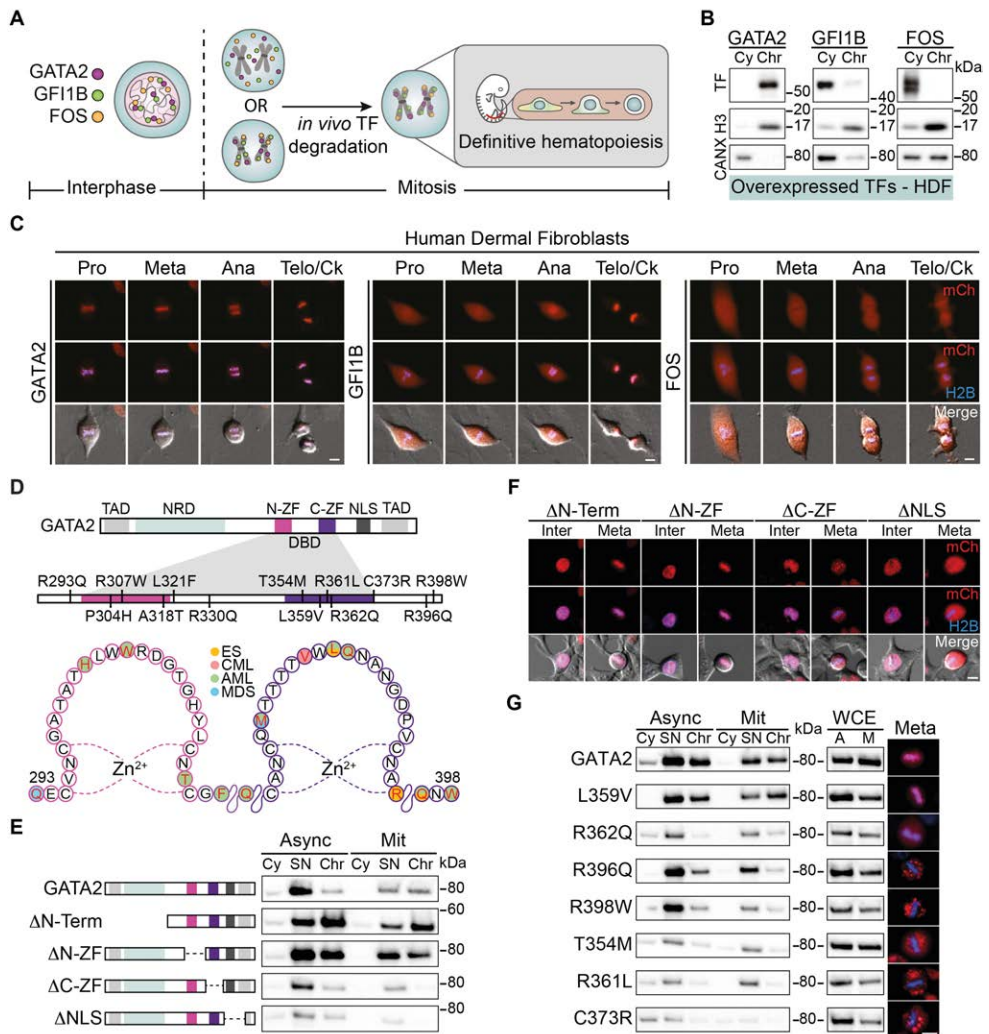 A
GATA2
GFI1B
FOS
OR
in vivo TF
degradation
Definitive hematopoiesis
Interphase
Mitosis
B
GATA2 GFI1B FOS
Cy Chr Cy Chr Cy Chr kDa
TF
50 40 50
H3
17 17 17
CANX
80 80 80
Overexpressed TFs - HDF
C
Human Dermal Fibroblasts
Pro Meta Ana Telo/Ck Pro Meta Ana Telo/Ck Pro Meta Ana Telo/Ck
GATA2
GFI1B
FOS
mCh
mCh
H2B
Merge
D
TAD NRD N-ZF C-ZF NLS TAD
GATA2
DBD
R293Q R307W L321F T354M R361L C373R R398W
P304H A318T R330Q L359V R362Q R396Q
ES
CML
AML
MDS
293
QECVNCGATATHLWWRDGTGHYLCNTCGFQ
CANCQMTTTTVWLQNANGDPVCNARQNW
398
Zn2+ Zn2+
E
Async Mit
Cy SN Chr Cy SN Chr kDa
GATA2
80
ΔN-Term
60
50
ΔN-ZF
80
ΔC-ZF
80
ΔNLS
80
F
ΔN-Term ΔN-ZF ΔC-ZF ΔNLS
Inter Meta Inter Meta Inter Meta Inter Meta
mCh
mCh
H2B
Merge
G
Async Mit kDa WCE Meta
Cy SN Chr Cy SN Chr A M
GATA2 -80-
L359V -80-
R362Q -80-
R396Q -80-
R398W -80-
T354M -80-
R361L -80-
C373R -80-